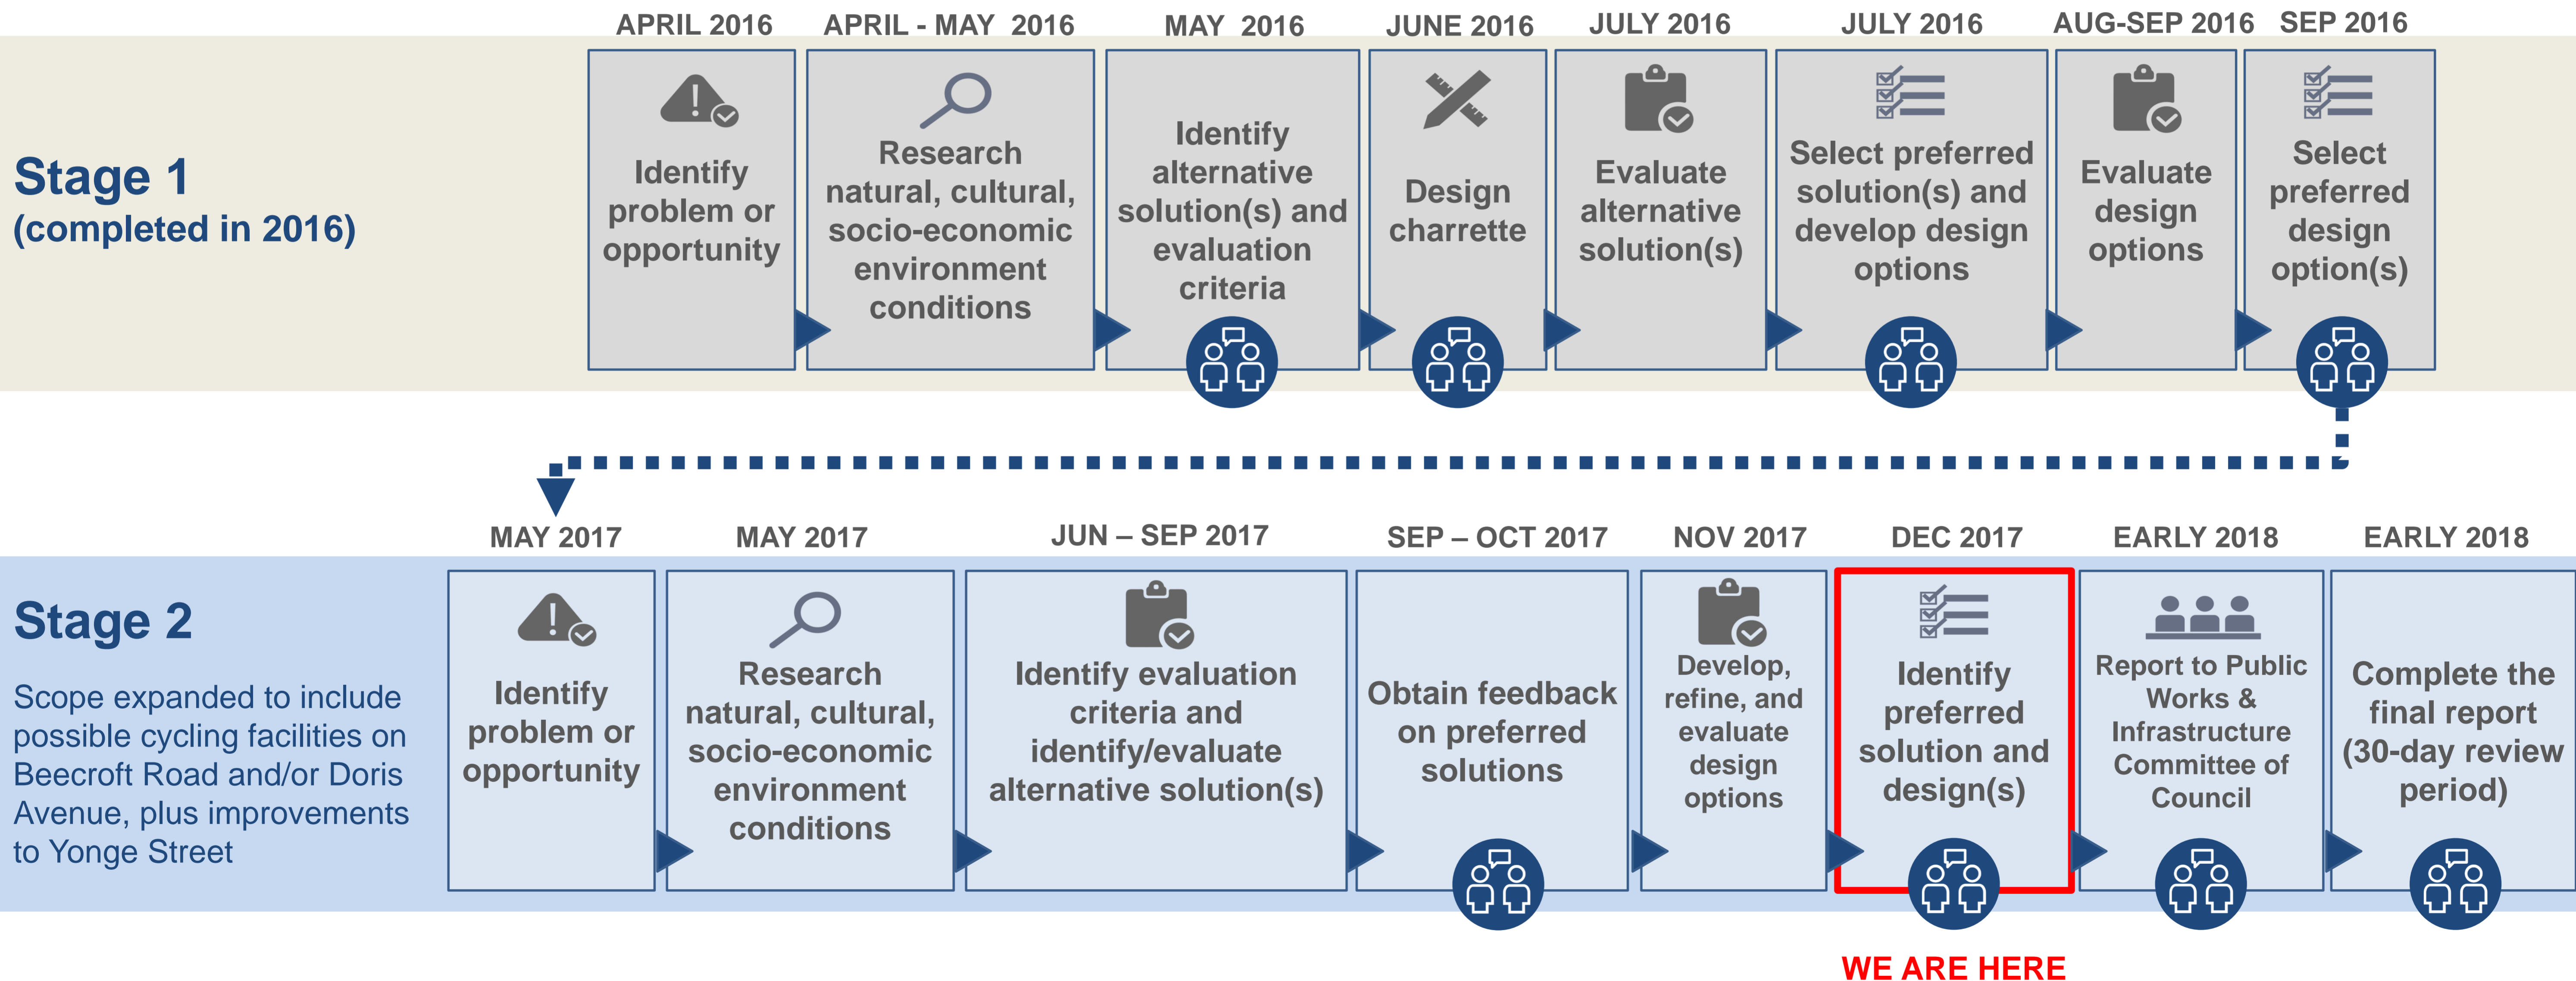 APRIL 2016
APRIL - MAY 2016
MAY 2016
JUNE 2016
JULY 2016
JULY 2016
AUG-SEP 2016
SEP 2016
Stage 1
(completed in 2016)
Identify
problem or
opportunity
Research
natural, cultural,
socio-economic
environment
conditions
Identify
alternative
solution(s) and
evaluation
criteria
Design
charrette
Evaluate
alternative
solution(s)
Select preferred
solution(s) and
develop design
options
Evaluate
design
options
Select
preferred
design
option(s)
MAY 2017
MAY 2017
JUN – SEP 2017
SEP – OCT 2017
NOV 2017
DEC 2017
EARLY 2018
EARLY 2018
Stage 2
Scope expanded to include
possible cycling facilities on
Beecroft Road and/or Doris
Avenue, plus improvements
to Yonge Street
Identify
problem or
opportunity
Research
natural, cultural,
socio-economic
environment
conditions
Identify evaluation
criteria and
identify/evaluate
alternative solution(s)
Obtain feedback
on preferred
solutions
Develop,
refine, and
evaluate
design
options
Identify
preferred
solution and
design(s)
Report to Public
Works &
Infrastructure
Committee of
Council
Complete the
final report
(30-day review
period)
WE ARE HERE